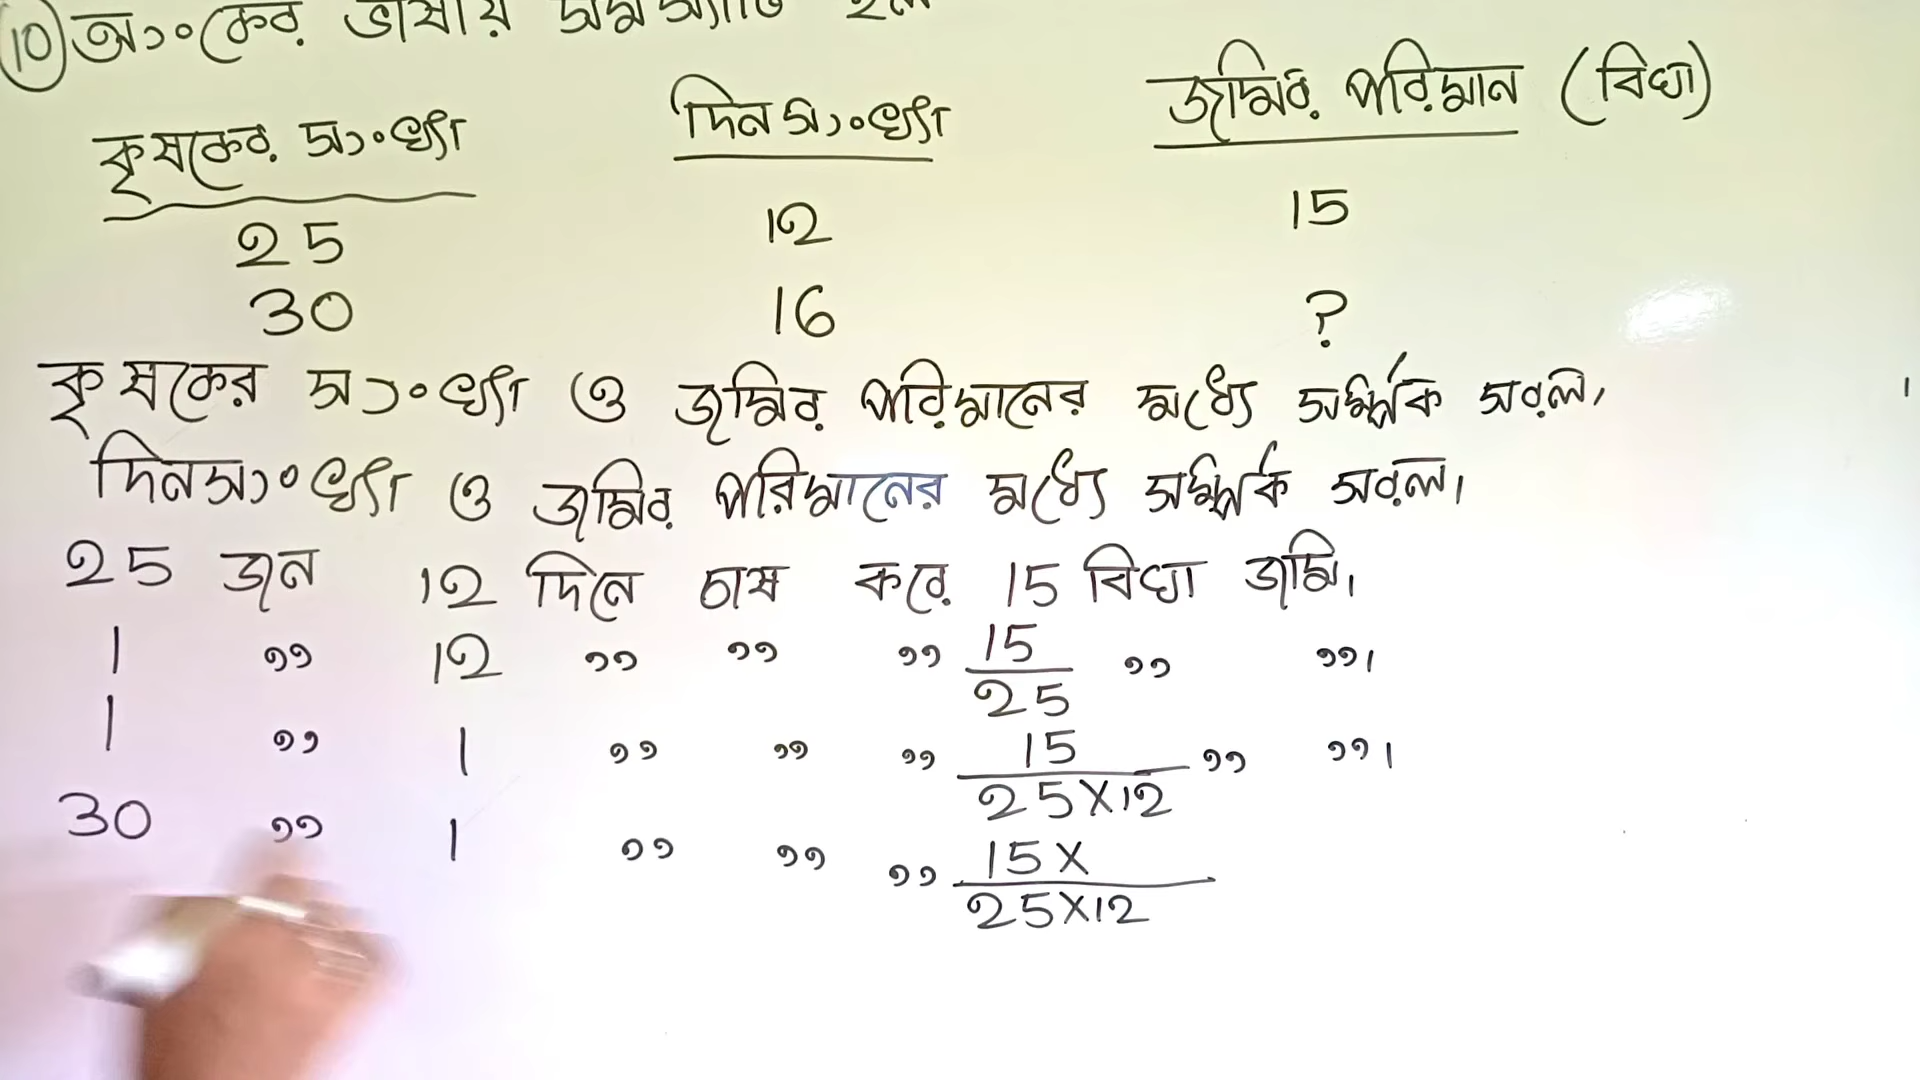 ⑩ অংকের ভাষায় সমস্যাটি হল
কৃষকের সংখ্যা দিনসংখ্যা জমির পরিমান (বিঘা)
25 12 15
30 16 ?
কৃষকের সংখ্যা ও জমির পরিমানের মধ্যে সম্পর্ক সরল।
দিনসংখ্যা ও জমির পরিমানের মধ্যে সম্পর্ক সরল।
25 জন 12 দিনে চাষ করে 15 বিঘা জমি।
1 ,, 12 ,, ,, ,, 15/25 ,, ,,।
1 ,, 1 ,, ,, ,, 15/25×12 ,, ,,।
30 ,, 1 ,, ,, ,, 15×/25×12